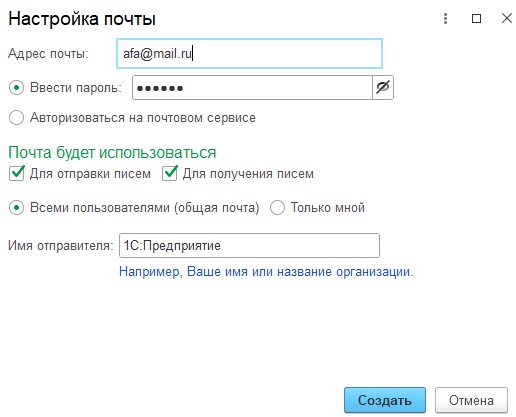 Настройка почты
Адрес почты: afa@mail.ru
Ввести пароль: ●●●●●●
Авторизоваться на почтовом сервисе
Почта будет использоваться
Для отправки писем Для получения писем
Всеми пользователями (общая почта) Только мной
Имя отправителя: 1С:Предприятие
Например, Ваше имя или название организации.
Создать Отмена